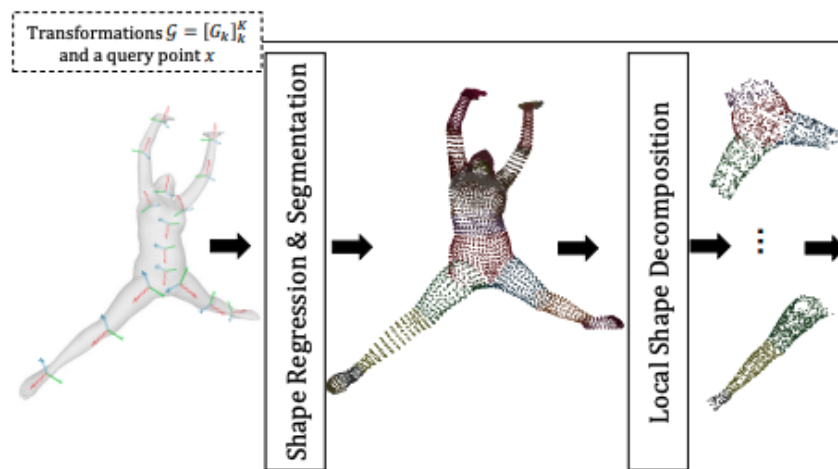 Transformations 𝒢 = [G_k]_k^K
and a query point x
Shape Regression & Segmentation
Local Shape Decomposition
...